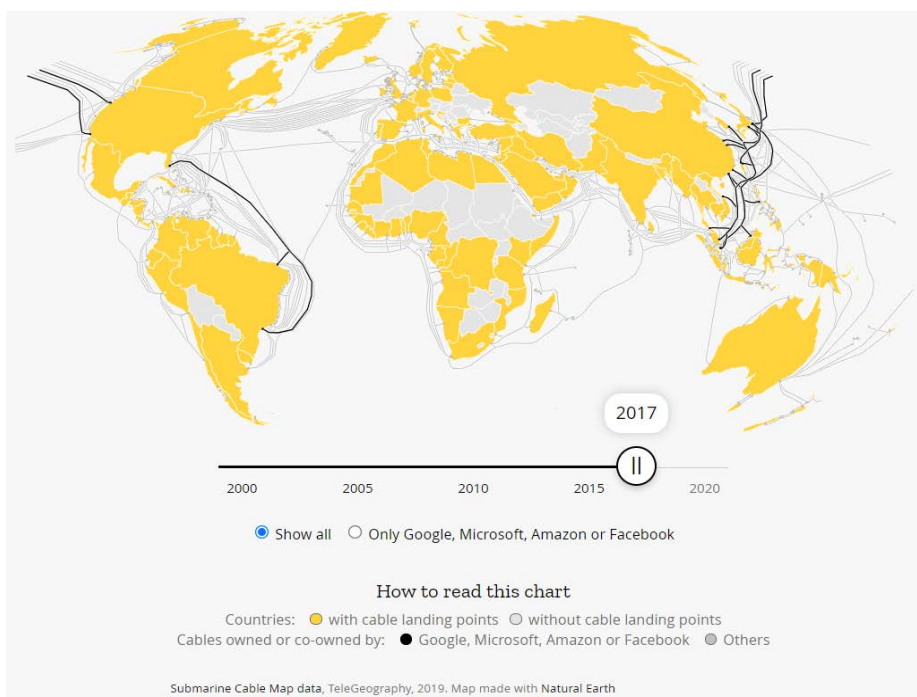 2017
2000 2005 2010 2015 2020
Show all Only Google, Microsoft, Amazon or Facebook
How to read this chart
Countries: with cable landing points without cable landing points
Cables owned or co-owned by: Google, Microsoft, Amazon or Facebook Others
Submarine Cable Map data, TeleGeography, 2019. Map made with Natural Earth